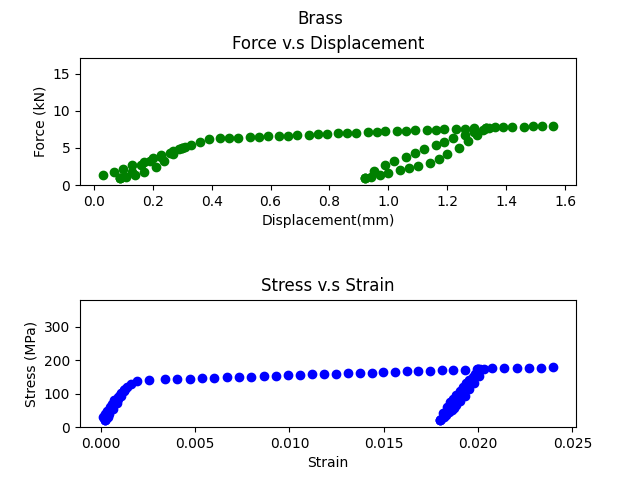 Brass
Force v.s Displacement
Force (kN)
15
10
5
0
0.0 0.2 0.4 0.6 0.8 1.0 1.2 1.4 1.6
Displacement(mm)
Stress v.s Strain
Stress (MPa)
300
200
100
0
0.000 0.005 0.010 0.015 0.020 0.025
Strain